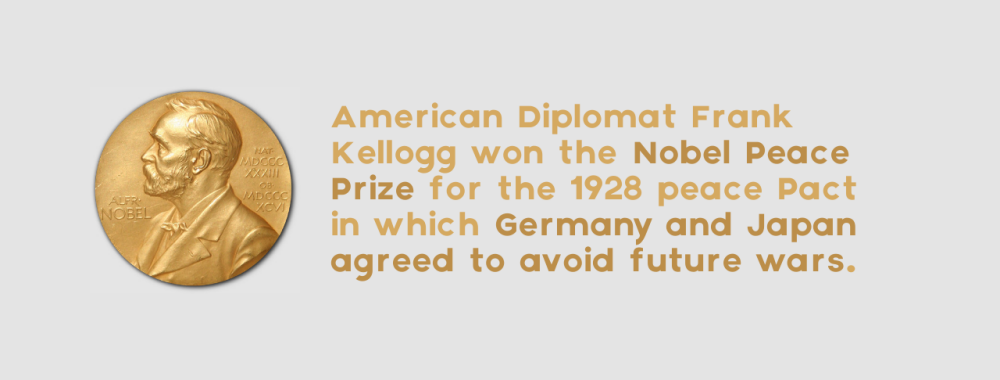 ALFR·
NOBEL
NAT·
MDCCC
XXXIII
OB·
MDCCC
XCVI
American Diplomat Frank
Kellogg won the Nobel Peace
Prize for the 1928 peace Pact
in which Germany and Japan
agreed to avoid future wars.